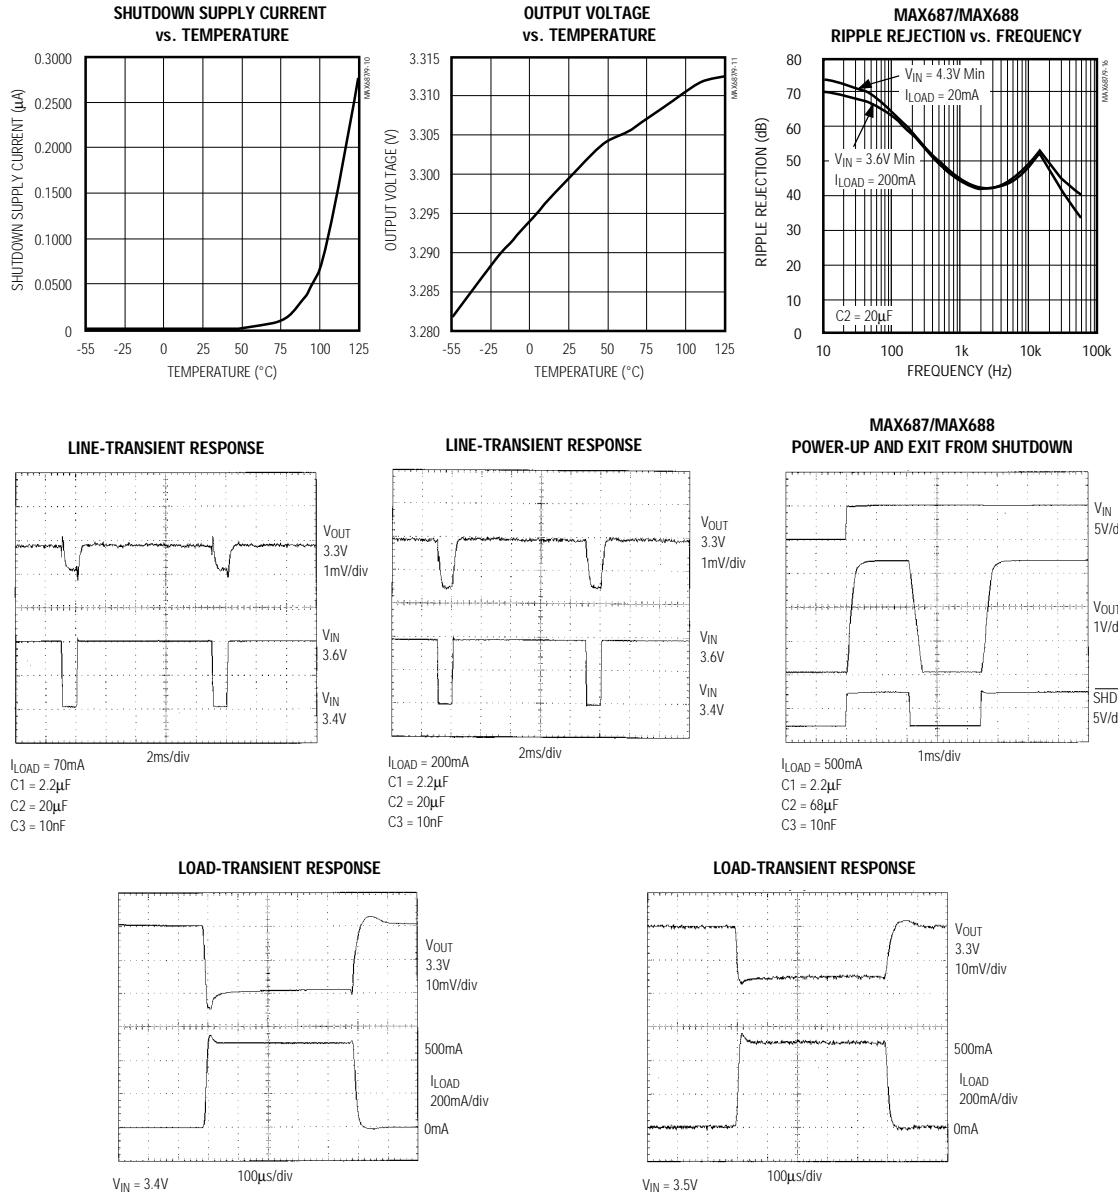 SHUTDOWN SUPPLY CURRENT
vs. TEMPERATURE
0.3000
0.2500
0.2000
0.1500
0.1000
0.0500
0
SHUTDOWN SUPPLY CURRENT (µA)
-55 -25 0 25 50 75 100 125
TEMPERATURE (°C)
MAX687/9-10
OUTPUT VOLTAGE
vs. TEMPERATURE
3.315
3.310
3.305
3.300
3.295
3.290
3.285
3.280
OUTPUT VOLTAGE (V)
-55 -25 0 25 50 75 100 125
TEMPERATURE (°C)
MAX687/9-11
MAX687/MAX688
RIPPLE REJECTION vs. FREQUENCY
80
70
60
50
40
30
20
10
0
RIPPLE REJECTION (dB)
VIN = 4.3V Min
ILOAD = 20mA
VIN = 3.6V Min
ILOAD = 200mA
C2 = 20µF
10 100 1k 10k 100k
FREQUENCY (Hz)
MAX687/9-16
LINE-TRANSIENT RESPONSE
VOUT
3.3V
1mV/div
VIN
3.6V
VIN
3.4V
2ms/div
ILOAD = 70mA
C1 = 2.2µF
C2 = 20µF
C3 = 10nF
LINE-TRANSIENT RESPONSE
VOUT
3.3V
1mV/div
VIN
3.6V
VIN
3.4V
2ms/div
ILOAD = 200mA
C1 = 2.2µF
C2 = 20µF
C3 = 10nF
MAX687/MAX688
POWER-UP AND EXIT FROM SHUTDOWN
VIN
5V/d
VOUT
1V/d
SHD
5V/d
1ms/div
ILOAD = 500mA
C1 = 2.2µF
C2 = 68µF
C3 = 10nF
LOAD-TRANSIENT RESPONSE
VOUT
3.3V
10mV/div
500mA
ILOAD
200mA/div
0mA
100µs/div
VIN = 3.4V
LOAD-TRANSIENT RESPONSE
VOUT
3.3V
10mV/div
500mA
ILOAD
200mA/div
0mA
100µs/div
VIN = 3.5V